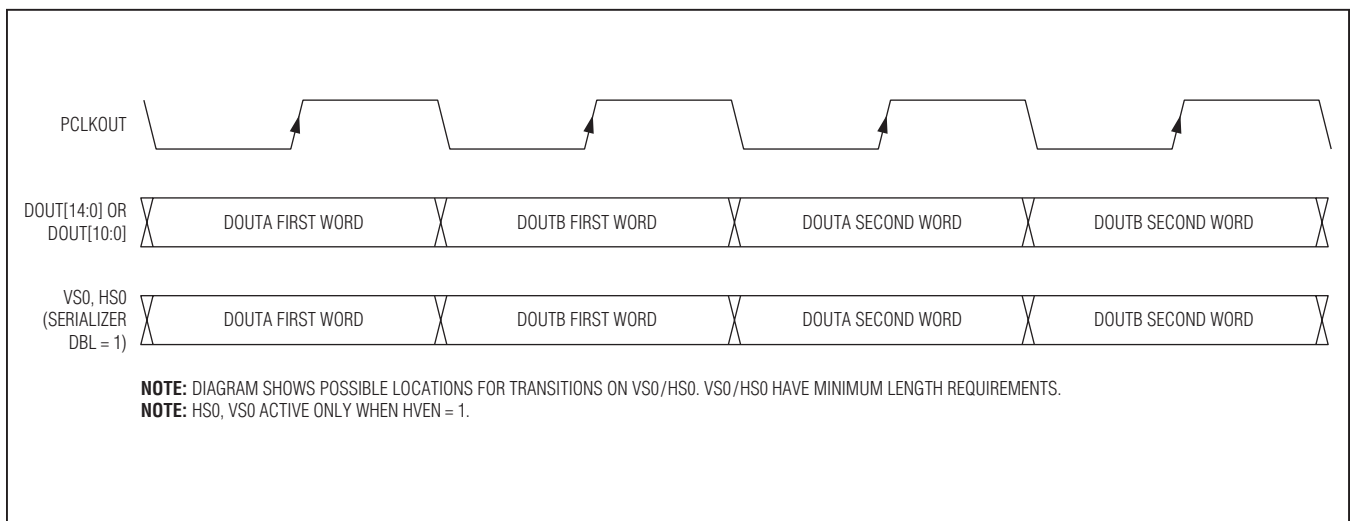 PCLKOUT
DOUT[14:0] OR
DOUT[10:0]
DOUTA FIRST WORD
DOUTB FIRST WORD
DOUTA SECOND WORD
DOUTB SECOND WORD
VS0, HS0
(SERIALIZER
DBL = 1)
DOUTA FIRST WORD
DOUTB FIRST WORD
DOUTA SECOND WORD
DOUTB SECOND WORD
NOTE: DIAGRAM SHOWS POSSIBLE LOCATIONS FOR TRANSITIONS ON VS0/HS0. VS0/HS0 HAVE MINIMUM LENGTH REQUIREMENTS.
NOTE: HS0, VS0 ACTIVE ONLY WHEN HVEN = 1.